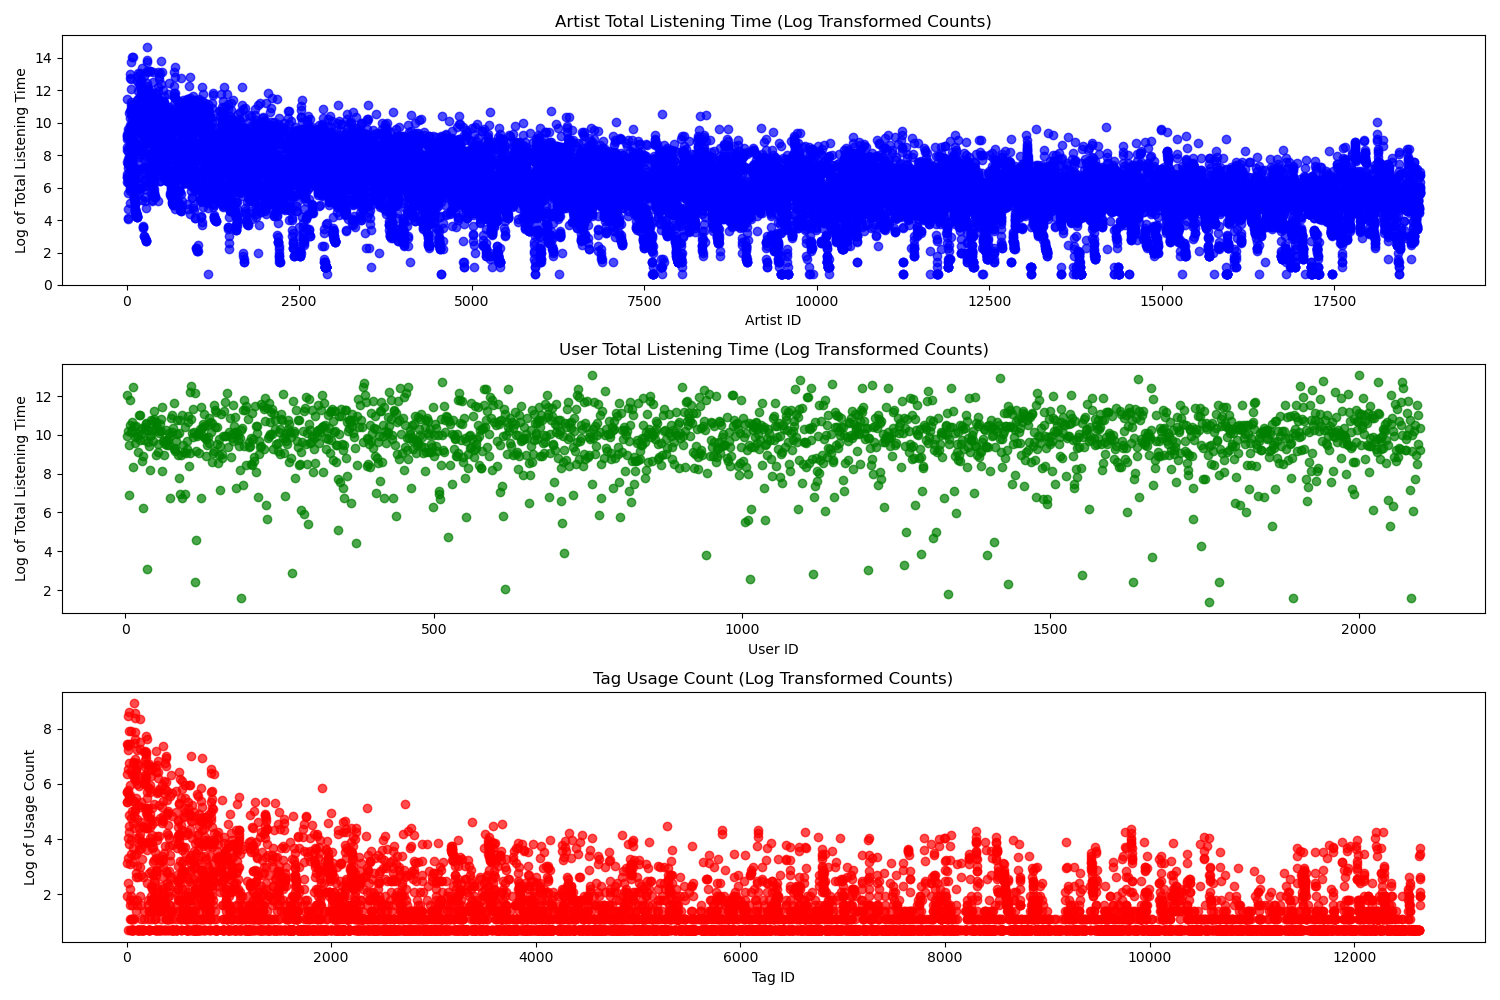 Artist Total Listening Time (Log Transformed Counts)
Log of Total Listening Time
14
12
10
8
6
4
2
0
0 2500 5000 7500 10000 12500 15000 17500
Artist ID
User Total Listening Time (Log Transformed Counts)
Log of Total Listening Time
12
10
8
6
4
2
0 500 1000 1500 2000
User ID
Tag Usage Count (Log Transformed Counts)
Log of Usage Count
8
6
4
2
0 2000 4000 6000 8000 10000 12000
Tag ID